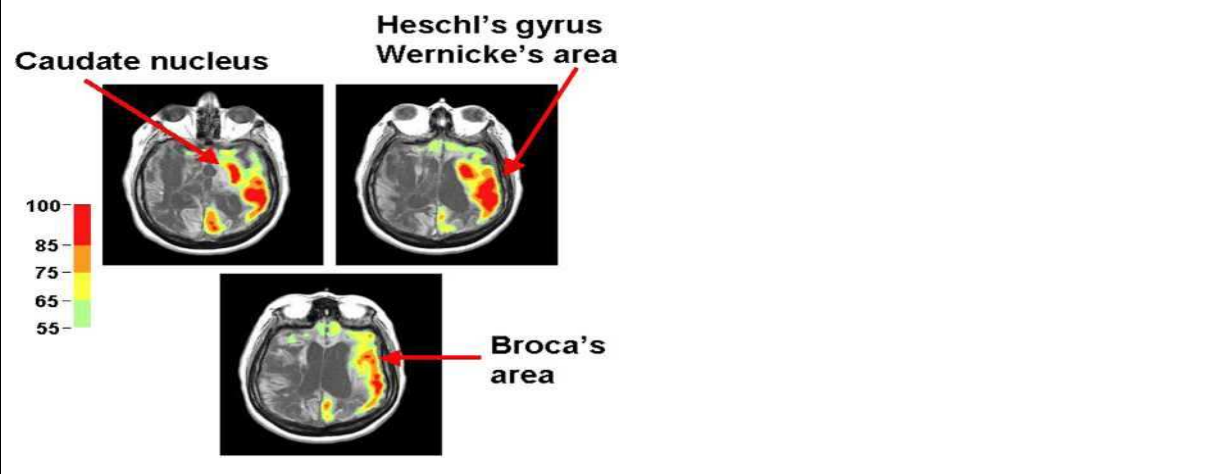 Heschl's gyrus
Wernicke's area
Caudate nucleus
100
85
75
65
55
Broca's
area